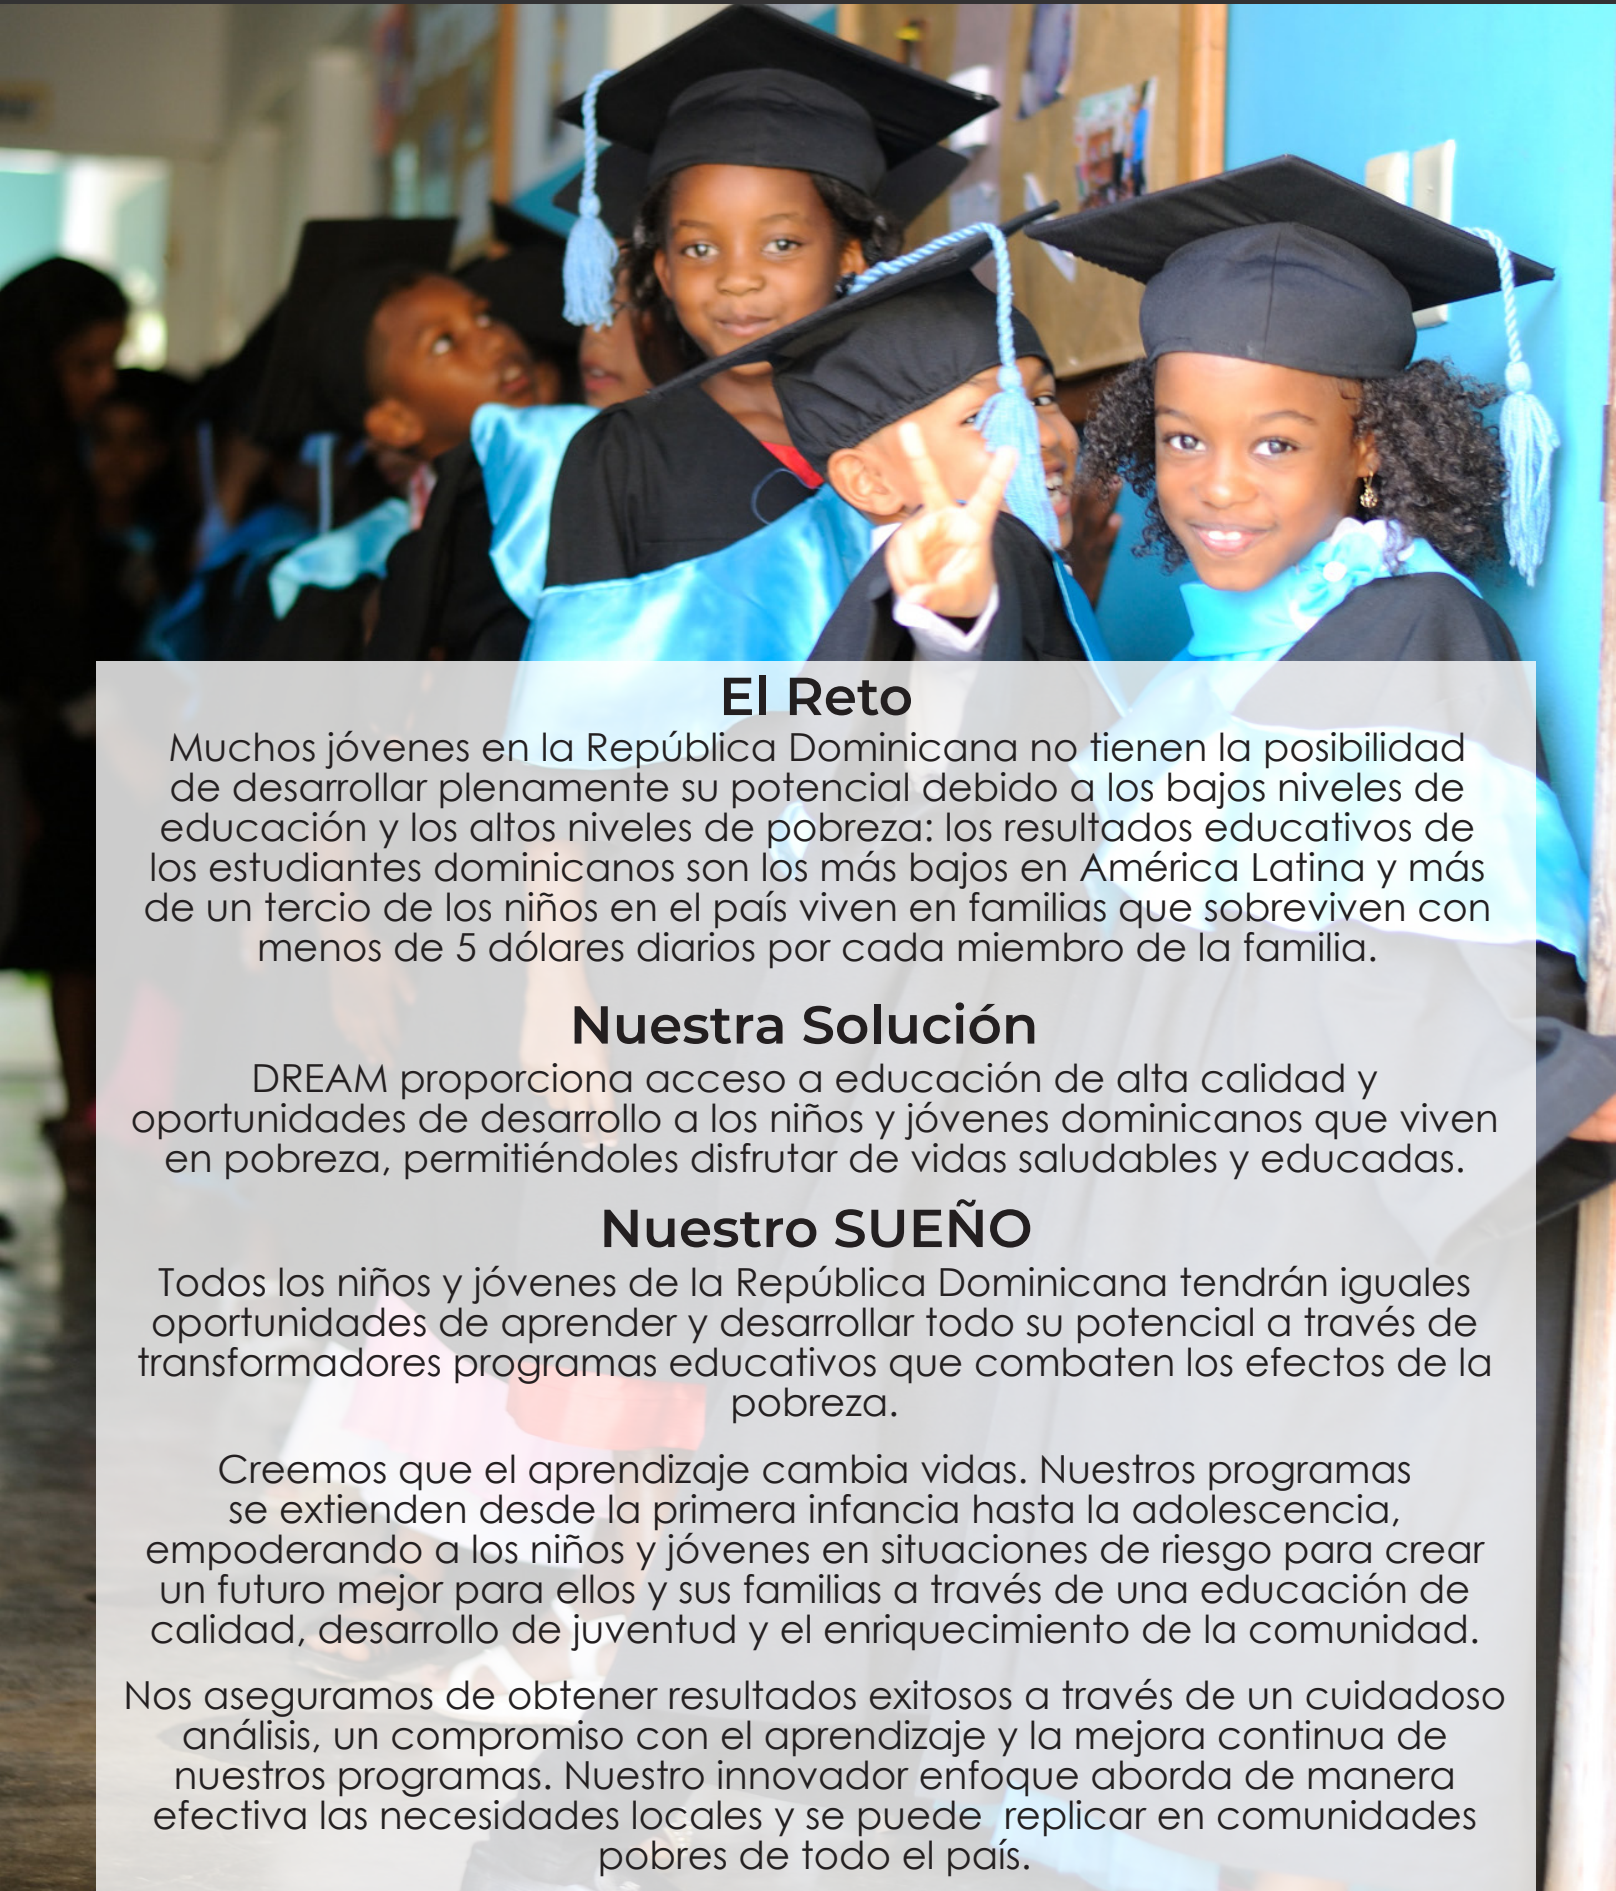 El Reto
Muchos jóvenes en la República Dominicana no tienen la posibilidad
de desarrollar plenamente su potencial debido a los bajos niveles de
educación y los altos niveles de pobreza: los resultados educativos de
los estudiantes dominicanos son los más bajos en América Latina y más
de un tercio de los niños en el país viven en familias que sobreviven con
menos de 5 dólares diarios por cada miembro de la familia.
Nuestra Solución
DREAM proporciona acceso a educación de alta calidad y
oportunidades de desarrollo a los niños y jóvenes dominicanos que viven
en pobreza, permitiéndoles disfrutar de vidas saludables y educadas.
Nuestro SUEÑO
Todos los niños y jóvenes de la República Dominicana tendrán iguales
oportunidades de aprender y desarrollar todo su potencial a través de
transformadores programas educativos que combaten los efectos de la
pobreza.
Creemos que el aprendizaje cambia vidas. Nuestros programas
se extienden desde la primera infancia hasta la adolescencia,
empoderando a los niños y jóvenes en situaciones de riesgo para crear
un futuro mejor para ellos y sus familias a través de una educación de
calidad, desarrollo de juventud y el enriquecimiento de la comunidad.
Nos aseguramos de obtener resultados exitosos a través de un cuidadoso
análisis, un compromiso con el aprendizaje y la mejora continua de
nuestros programas. Nuestro innovador enfoque aborda de manera
efectiva las necesidades locales y se puede replicar en comunidades
pobres de todo el país.